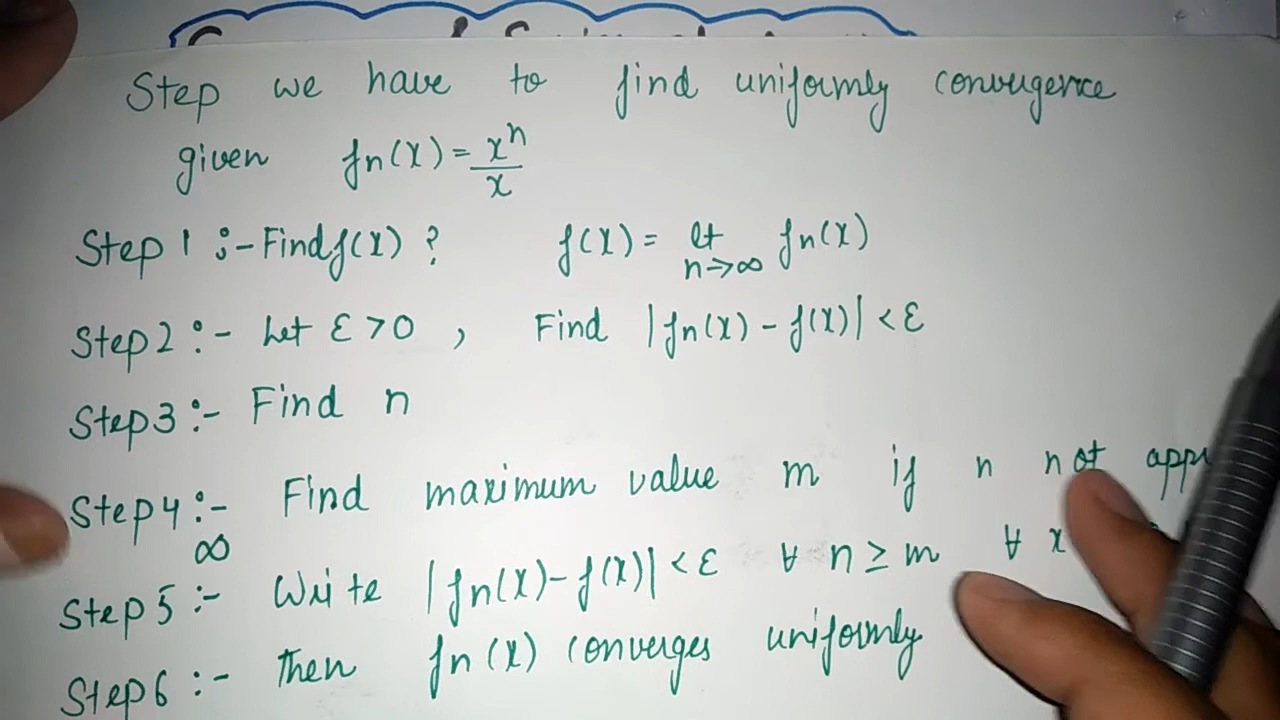 Step we have to find uniformly convergence
given fn(x) = x^n / x
Step 1 :- Find f(x) ? f(x) = lt n→∞ fn(x)
Step 2 :- Let ε > 0 , Find |fn(x) - f(x)| < ε
Step 3 :- Find n
Step 4 :- Find maximum value m if n not
∞
Step 5 :- Write |fn(x) - f(x)| < ε ∀ n ≥ m ∀ x
Step 6 :- Then fn(x) converges uniformly